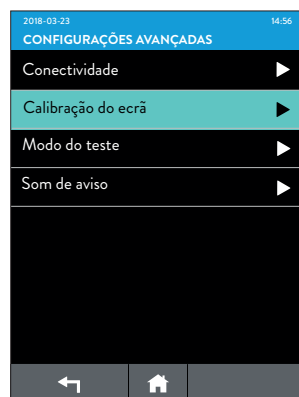 2018-03-23 14:56
CONFIGURAÇÕES AVANÇADAS
Conectividade
Calibração do ecrã
Modo do teste
Som de aviso